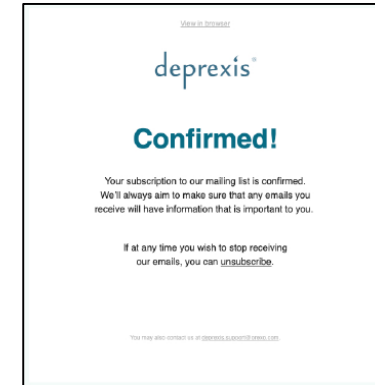 View in browser
deprexis®
Confirmed!
Your subscription to our mailing list is confirmed.
We'll always aim to make sure that any emails you
receive will have information that is important to you.
If at any time you wish to stop receiving
our emails, you can unsubscribe.
You may also contact us at